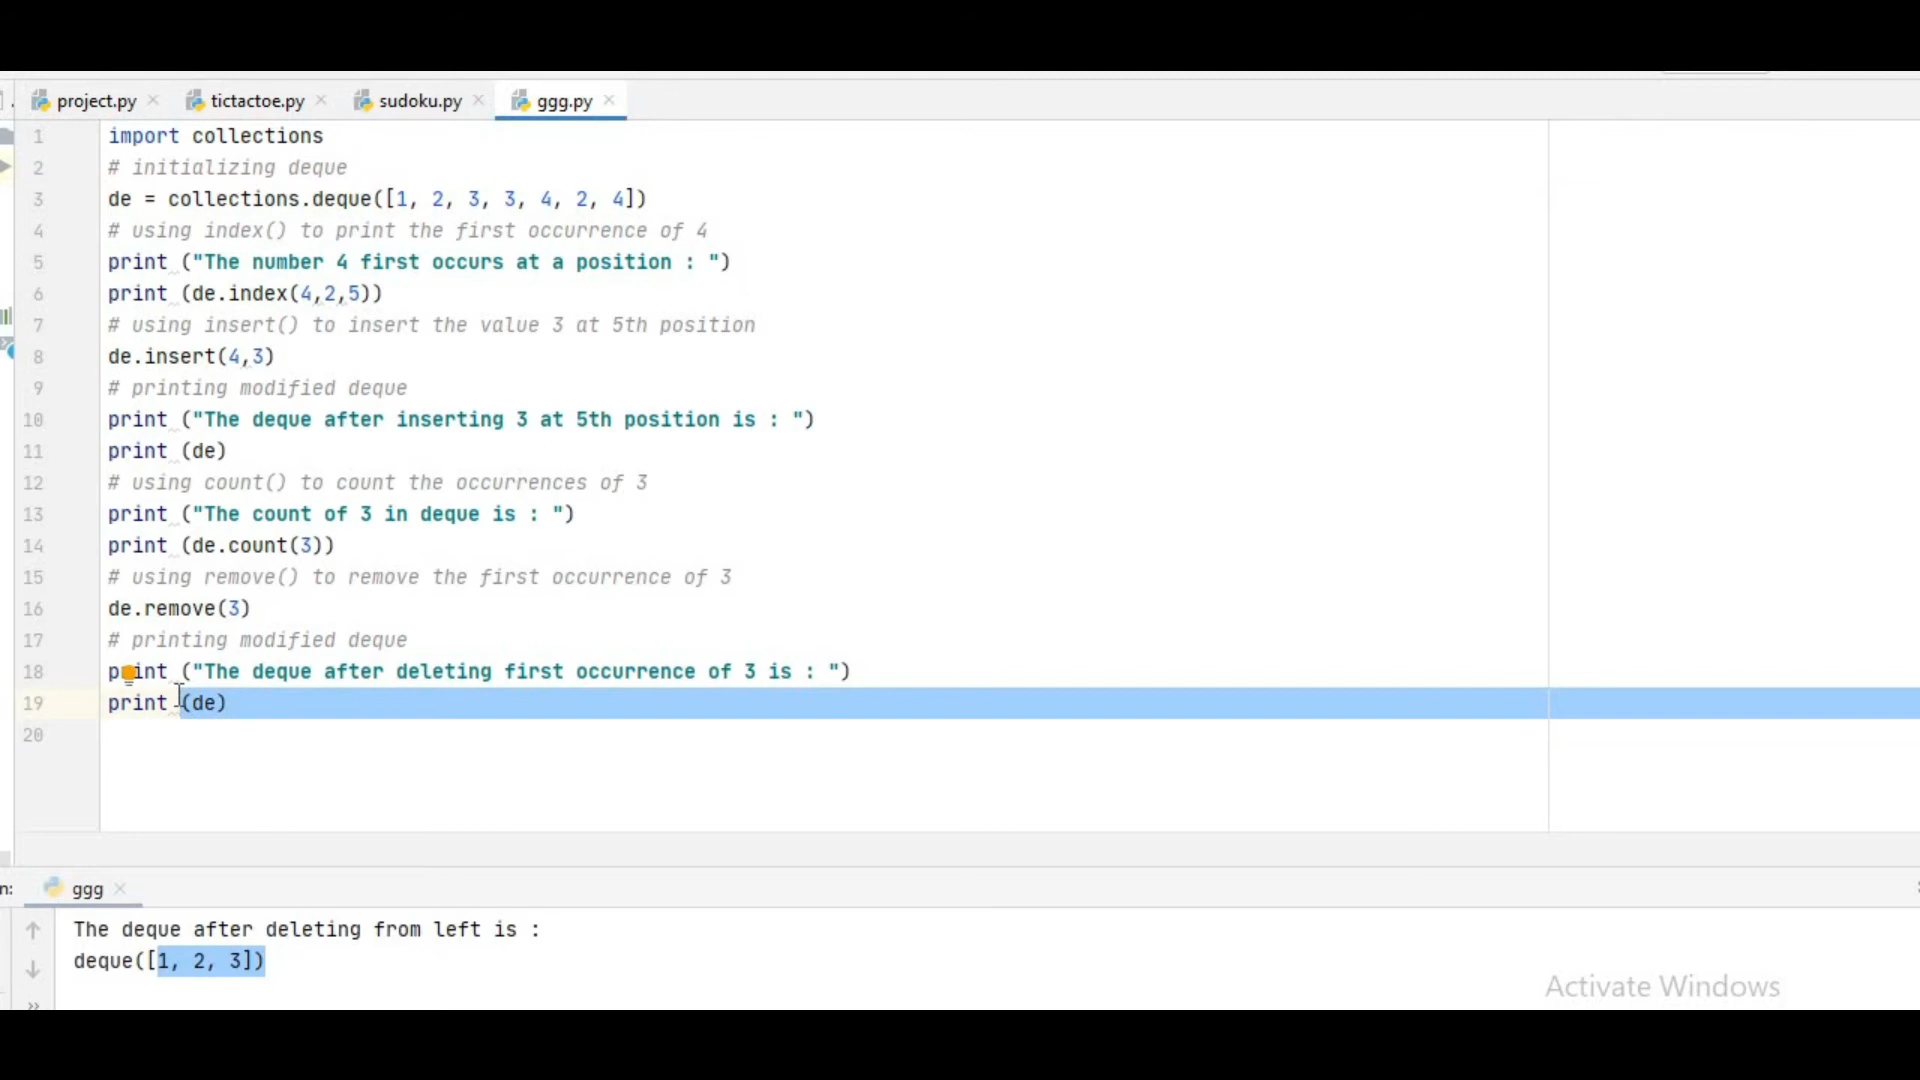 project.py tictactoe.py sudoku.py ggg.py
1 import collections
2 # initializing deque
3 de = collections.deque([1, 2, 3, 3, 4, 2, 4])
4 # using index() to print the first occurrence of 4
5 print ("The number 4 first occurs at a position : ")
6 print (de.index(4,2,5))
7 # using insert() to insert the value 3 at 5th position
8 de.insert(4,3)
9 # printing modified deque
10 print ("The deque after inserting 3 at 5th position is : ")
11 print (de)
12 # using count() to count the occurrences of 3
13 print ("The count of 3 in deque is : ")
14 print (de.count(3))
15 # using remove() to remove the first occurrence of 3
16 de.remove(3)
17 # printing modified deque
18 print ("The deque after deleting first occurrence of 3 is : ")
19 print (de)
20
n: ggg
The deque after deleting from left is :
deque([1, 2, 3])
Activate Windows